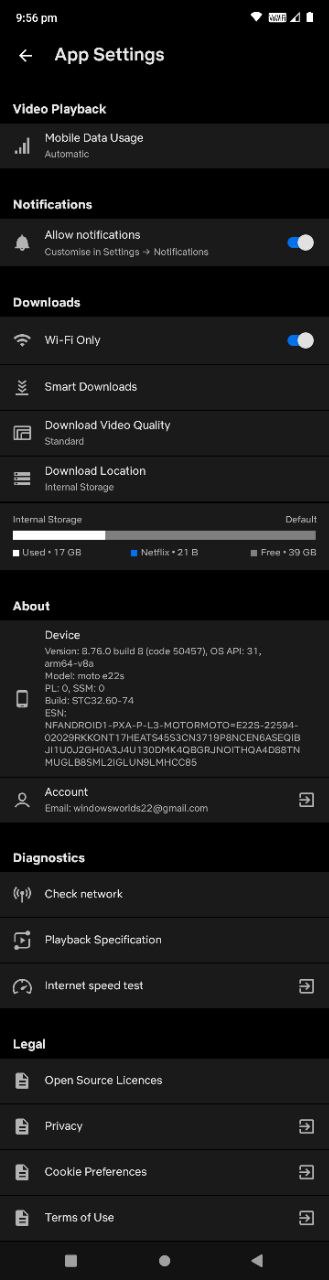 9:56 pm
App Settings
Video Playback
Mobile Data Usage
Automatic
Notifications
Allow notifications
Customise in Settings → Notifications
Downloads
Wi-Fi Only
Smart Downloads
Download Video Quality
Standard
Download Location
Internal Storage
Internal Storage Default
Used • 17 GB Netflix • 21 B Free • 39 GB
About
Device
Version: 8.76.0 build 8 (code 50457), OS API: 31,
arm64-v8a
Model: moto e22s
PL: 0, SSM: 0
Build: STC32.60-74
ESN:
NFANDROID1-PXA-P-L3-MOTORMOTO=E22S-22594-
02029RKKONT17HEATS45S3CN3719P8NCEN6ASEQIB
JI1U0J2GH0A3J4U130DMK4QBGRJNOITHQA4D88TN
MUGLB8SML2IGLUN9LMHCC85
Account
Email: windowsworlds22@gmail.com
Diagnostics
Check network
Playback Specification
Internet speed test
Legal
Open Source Licences
Privacy
Cookie Preferences
Terms of Use